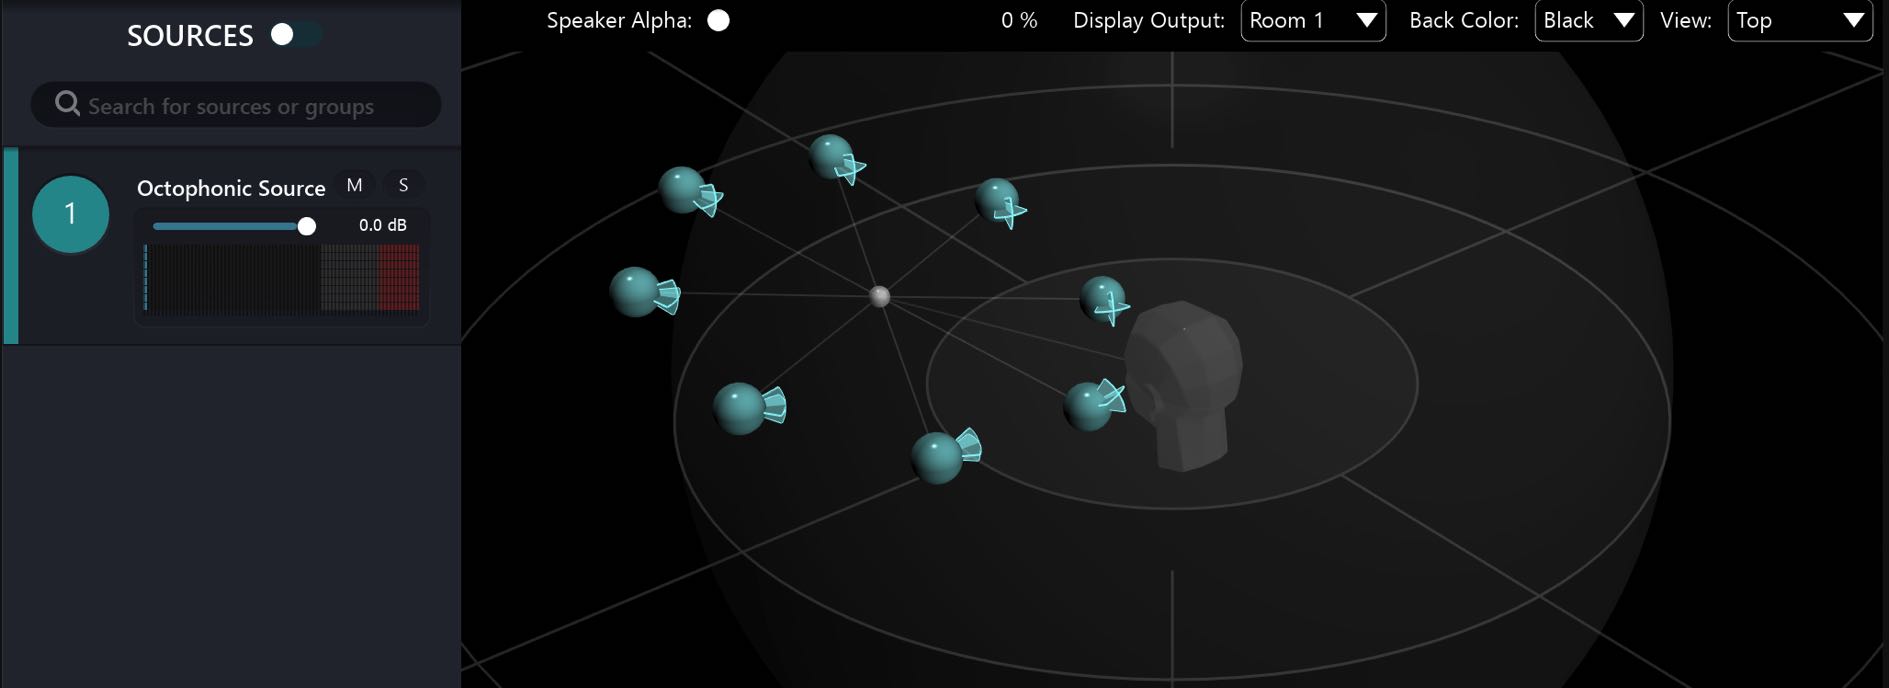 SOURCES
Search for sources or groups
1
Octophonic Source M S
0.0 dB
Speaker Alpha: 0 % Display Output: Room 1 Back Color: Black View: Top